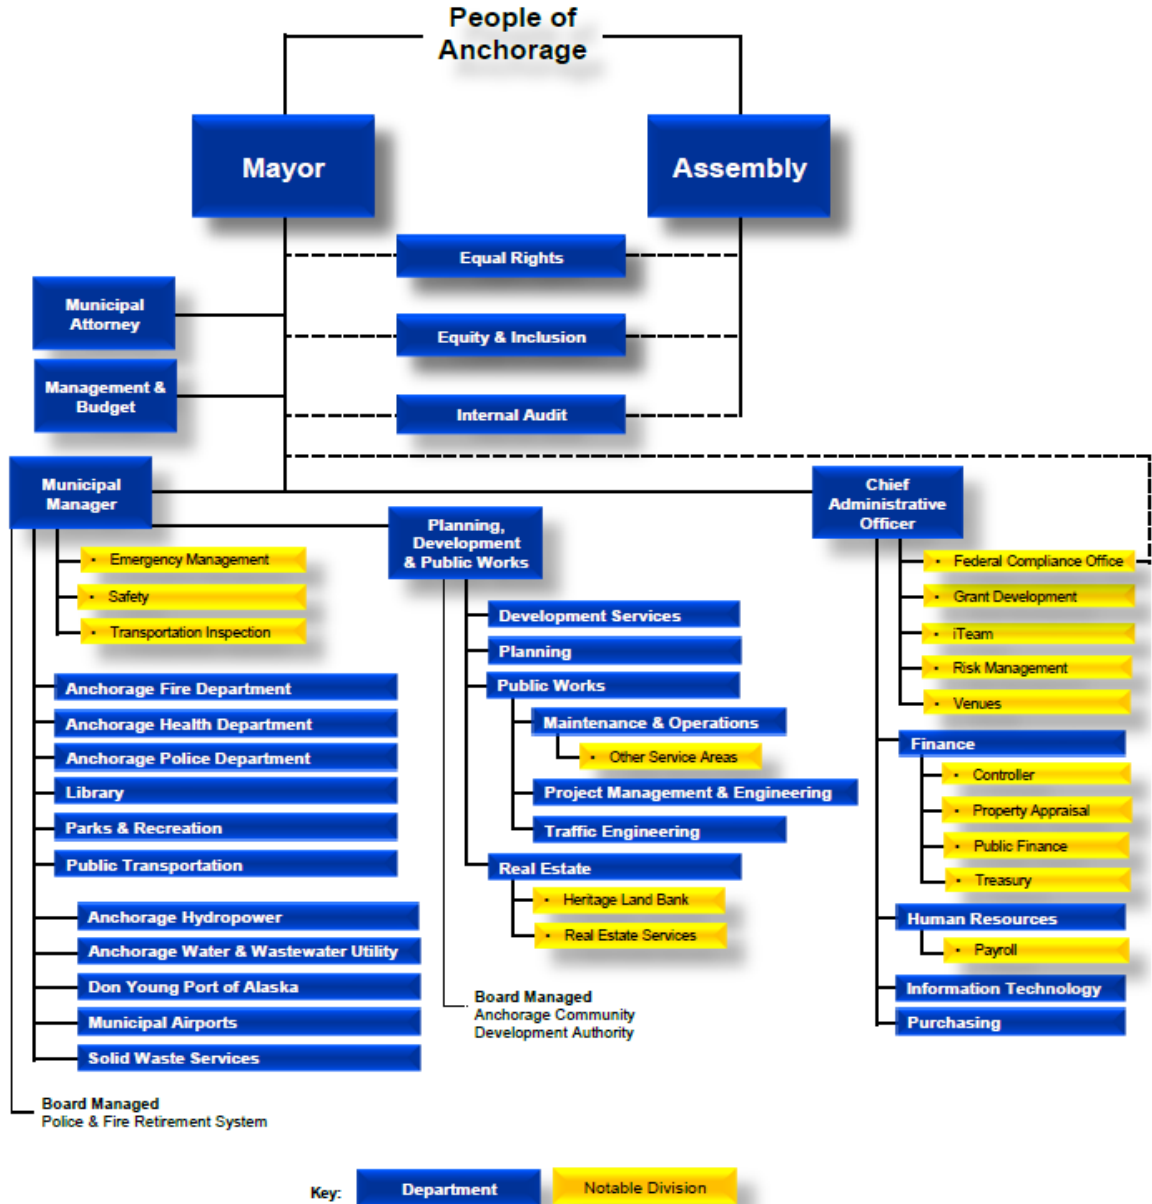 People of
Anchorage
Mayor
Assembly
Equal Rights
Municipal
Attorney
Equity & Inclusion
Management &
Budget
Internal Audit
Municipal
Manager
Emergency Management
Safety
Transportation Inspection
Anchorage Fire Department
Anchorage Health Department
Anchorage Police Department
Library
Parks & Recreation
Public Transportation
Anchorage Hydropower
Anchorage Water & Wastewater Utility
Don Young Port of Alaska
Municipal Airports
Solid Waste Services
Board Managed
Police & Fire Retirement System
Planning,
Development
& Public Works
Development Services
Planning
Public Works
Maintenance & Operations
Other Service Areas
Project Management & Engineering
Traffic Engineering
Real Estate
Heritage Land Bank
Real Estate Services
Board Managed
Anchorage Community
Development Authority
Chief
Administrative
Officer
Federal Compliance Office
Grant Development
iTeam
Risk Management
Venues
Finance
Controller
Property Appraisal
Public Finance
Treasury
Human Resources
Payroll
Information Technology
Purchasing
Key:
Department
Notable Division